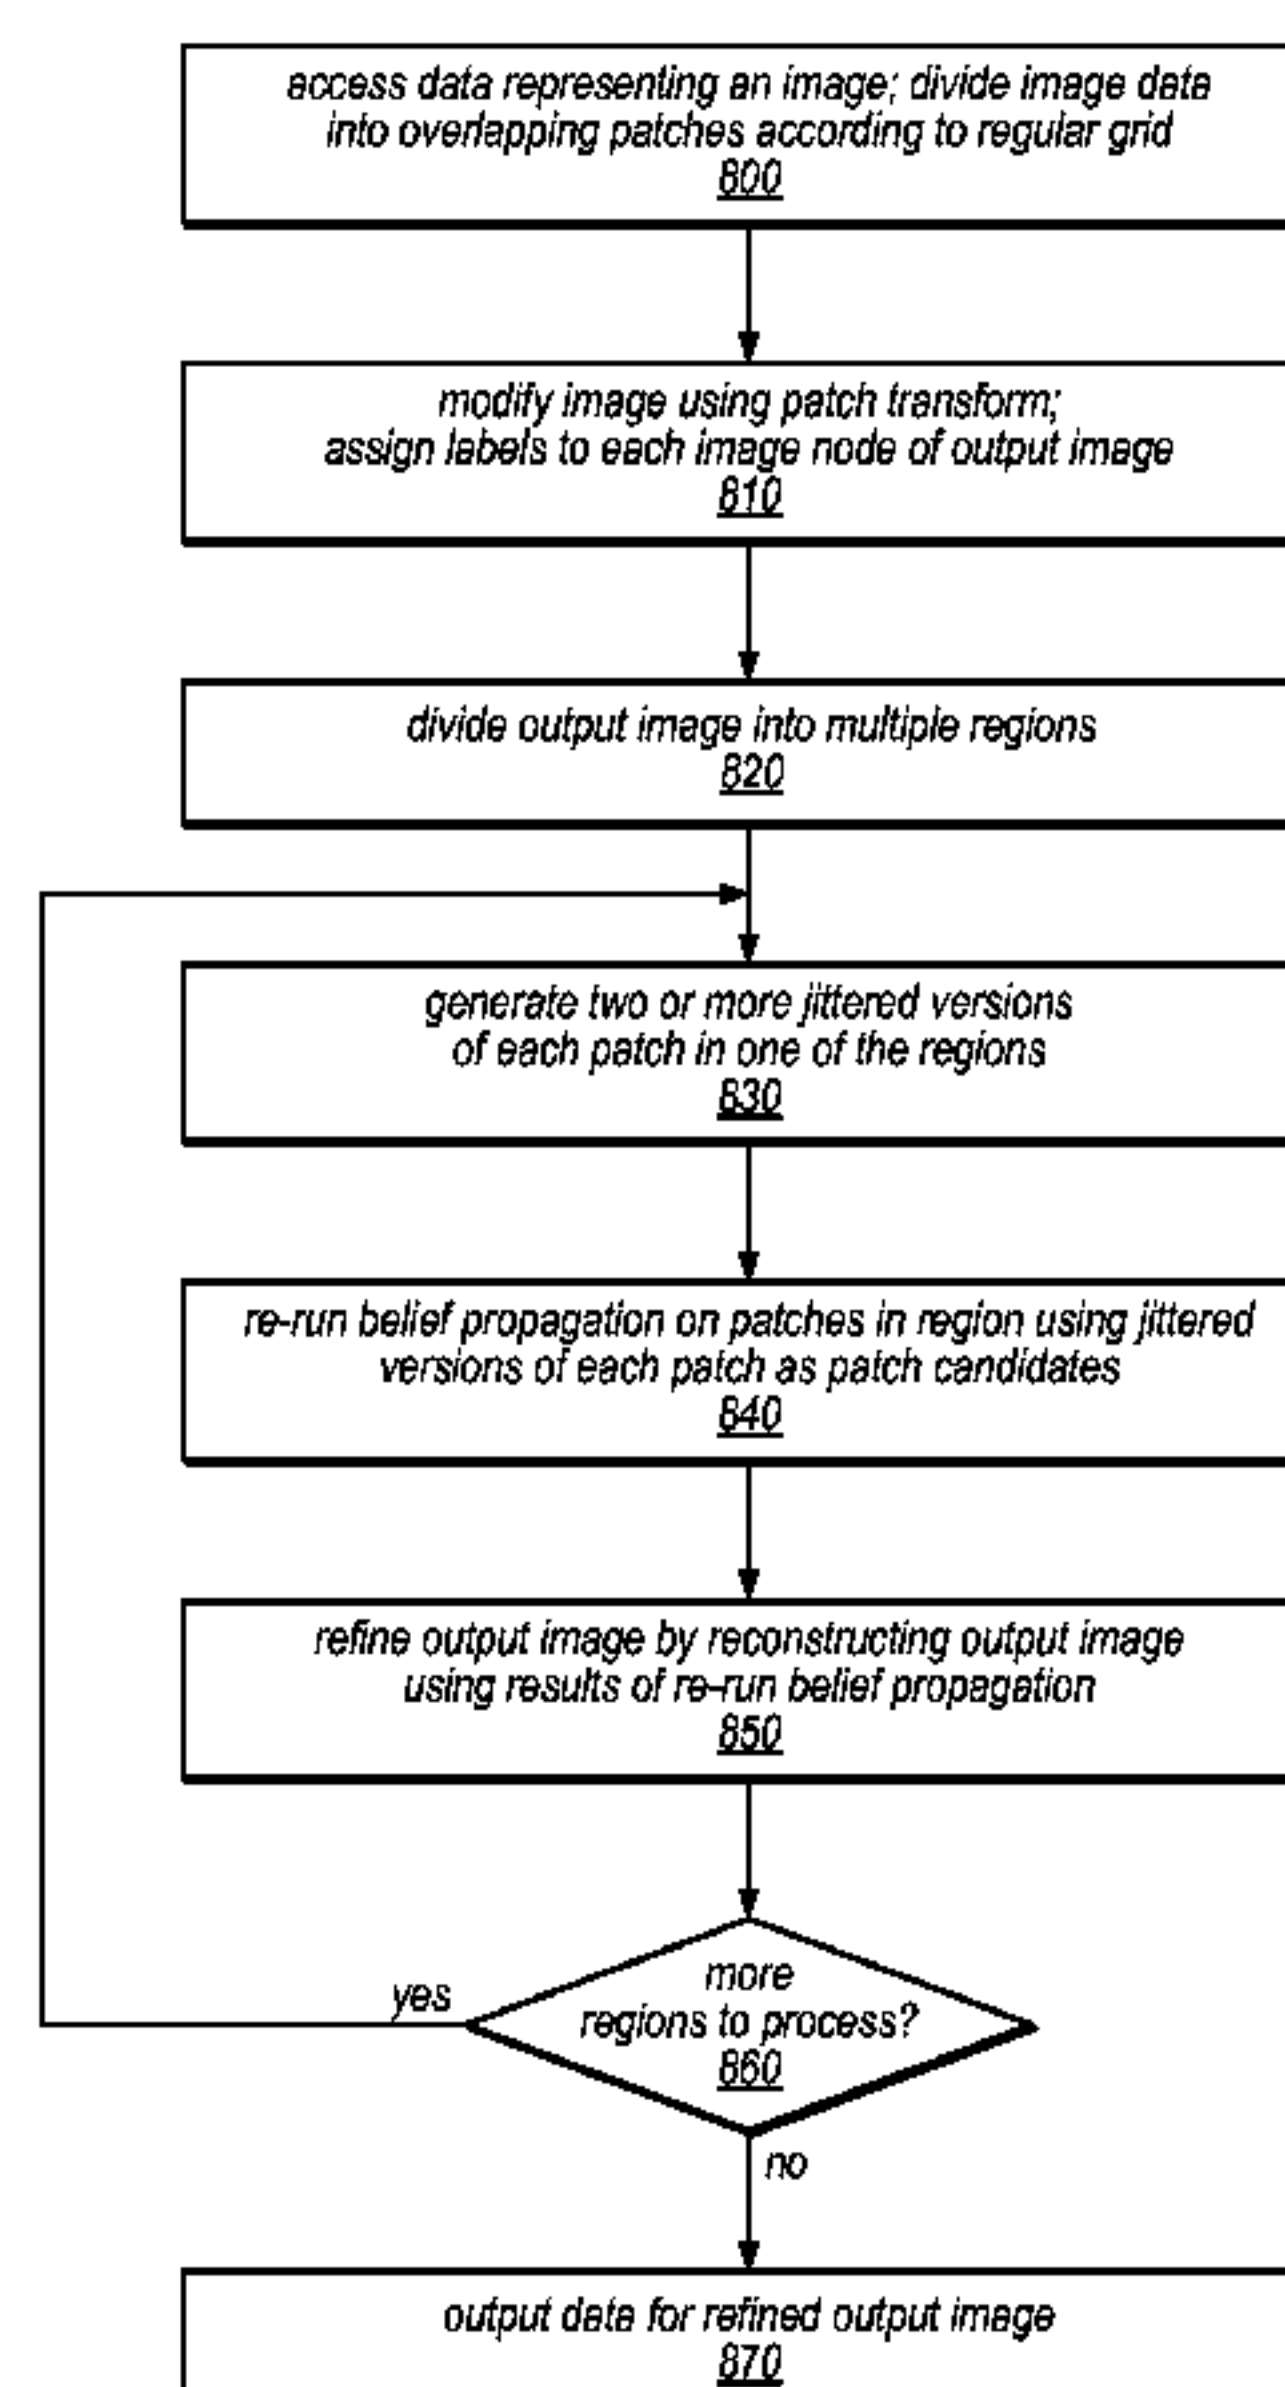 access data representing an image; divide image data
into overlapping patches according to regular grid
800
modify image using patch transform;
assign labels to each image node of output image
810
divide output image into multiple regions
820
generate two or more jittered versions
of each patch in one of the regions
830
re-run belief propagation on patches in region using jittered
versions of each patch as patch candidates
840
refine output image by reconstructing output image
using results of re-run belief propagation
850
yes
more
regions to process?
860
no
output data for refined output image
870